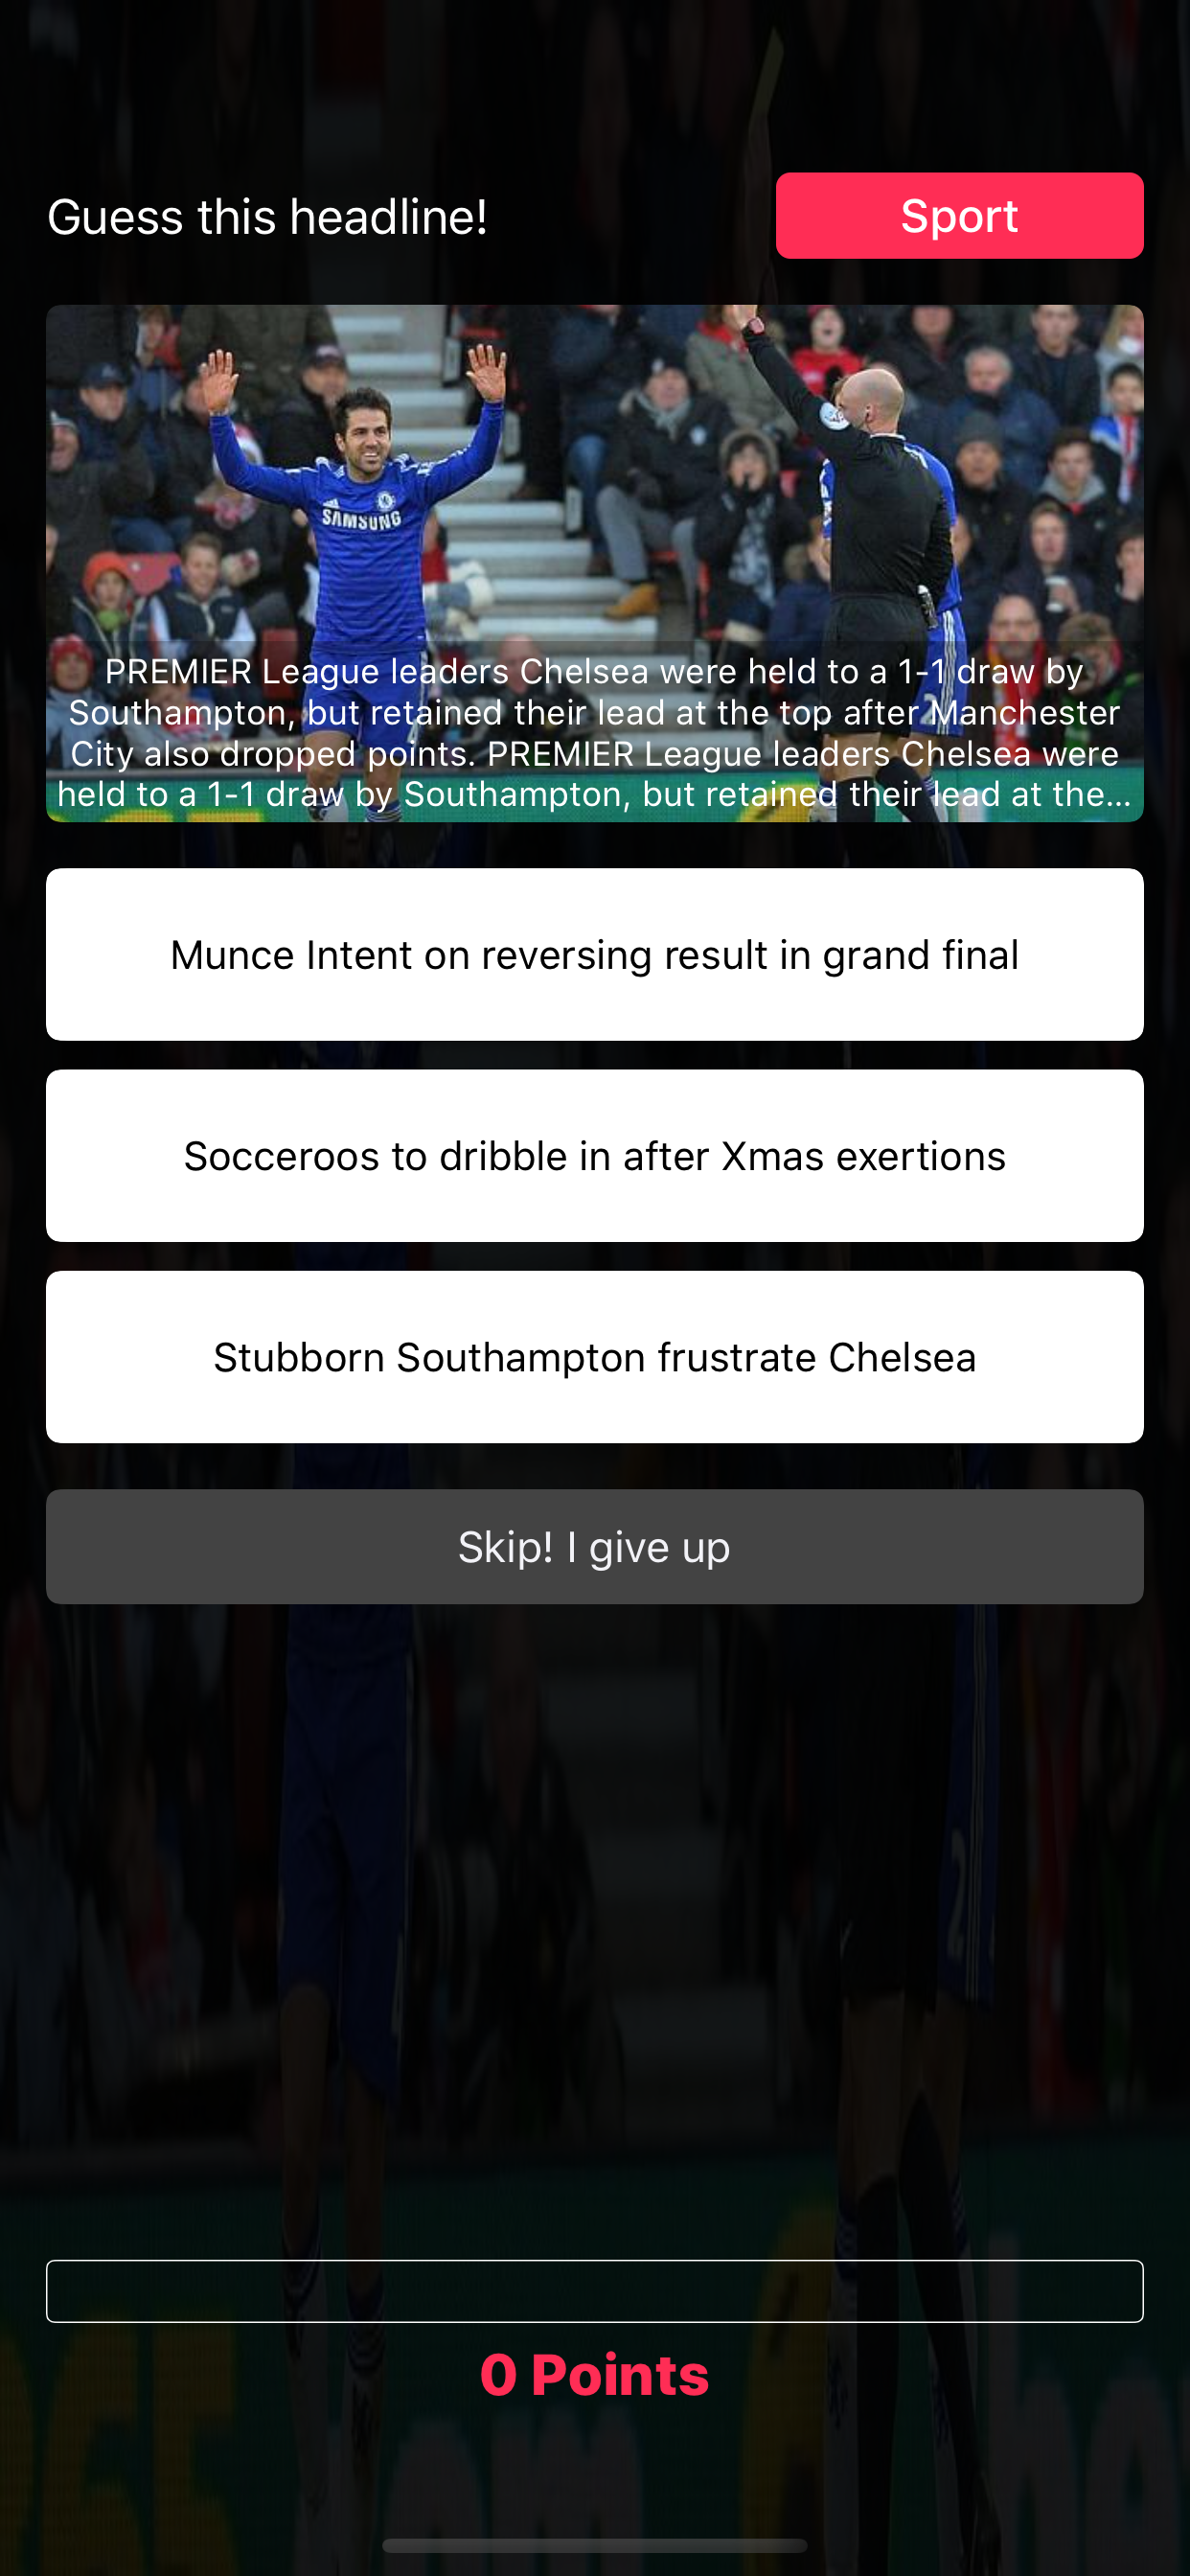 Guess this headline!
Sport
SAMSUNG
PREMIER League leaders Chelsea were held to a 1-1 draw by
Southampton, but retained their lead at the top after Manchester
City also dropped points. PREMIER League leaders Chelsea were
held to a 1-1 draw by Southampton, but retained their lead at the...
Munce Intent on reversing result in grand final
Socceroos to dribble in after Xmas exertions
Stubborn Southampton frustrate Chelsea
Skip! I give up
0 Points